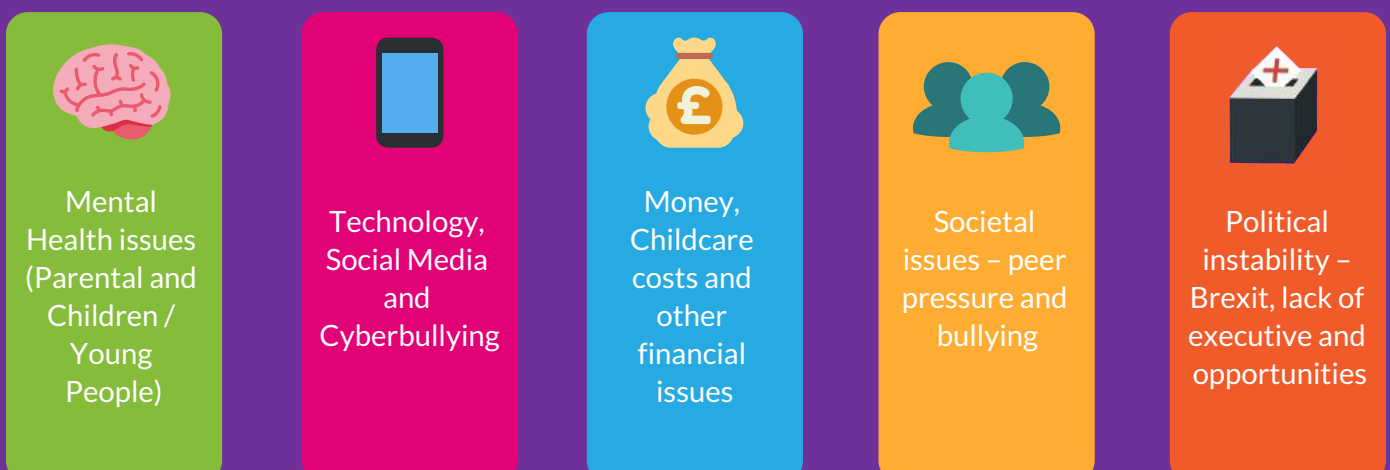 Mental
Health issues
(Parental and
Children /
Young
People)
Technology,
Social Media
and
Cyberbullying
£
Money,
Childcare
costs and
other
financial
issues
Societal
issues – peer
pressure and
bullying
Political
instability –
Brexit, lack of
executive and
opportunities